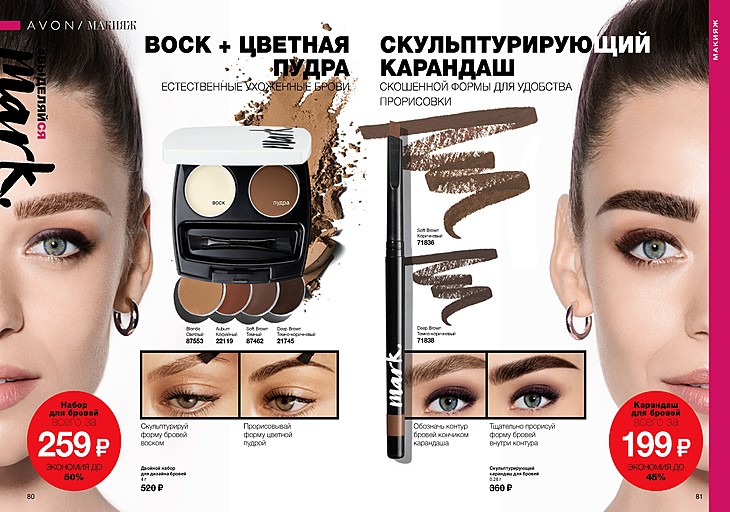 AVON / МАКИЯЖ
ВЫДЕЛЯЙСЯ
mark.
ВОСК + ЦВЕТНАЯ
ПУДРА
ЕСТЕСТВЕННЫЕ УХОЖЕННЫЕ БРОВИ
mark.
ВОСК
ПУДРА
Blonde
Светлый
87553
Auburn
Кофейный
22119
Soft Brown
Темный
87462
Deep Brown
Темно-коричневый
21745
Скульптурируй
форму бровей
воском
Прорисовывай
форму цветной
пудрой
Двойной набор
для дизайна бровей
4 г
520 ₽
Набор
для бровей
всего за
259 ₽
ЭКОНОМИЯ ДО
50%
80
СКУЛЬПТУРИРУЮЩИЙ
КАРАНДАШ
СКОШЕННОЙ ФОРМЫ ДЛЯ УДОБСТВА
ПРОРИСОВКИ
Soft Brown
Коричневый
71836
Deep Brown
Темно-коричневый
71838
mark.
Обозначь контур
бровей кончиком
карандаша
Тщательно прорисуй
форму бровей
внутри контура
Скульптурирующий
карандаш для бровей
0,28 г
360 ₽
Карандаш
для бровей
всего за
199 ₽
ЭКОНОМИЯ ДО
45%
МАКИЯЖ
81